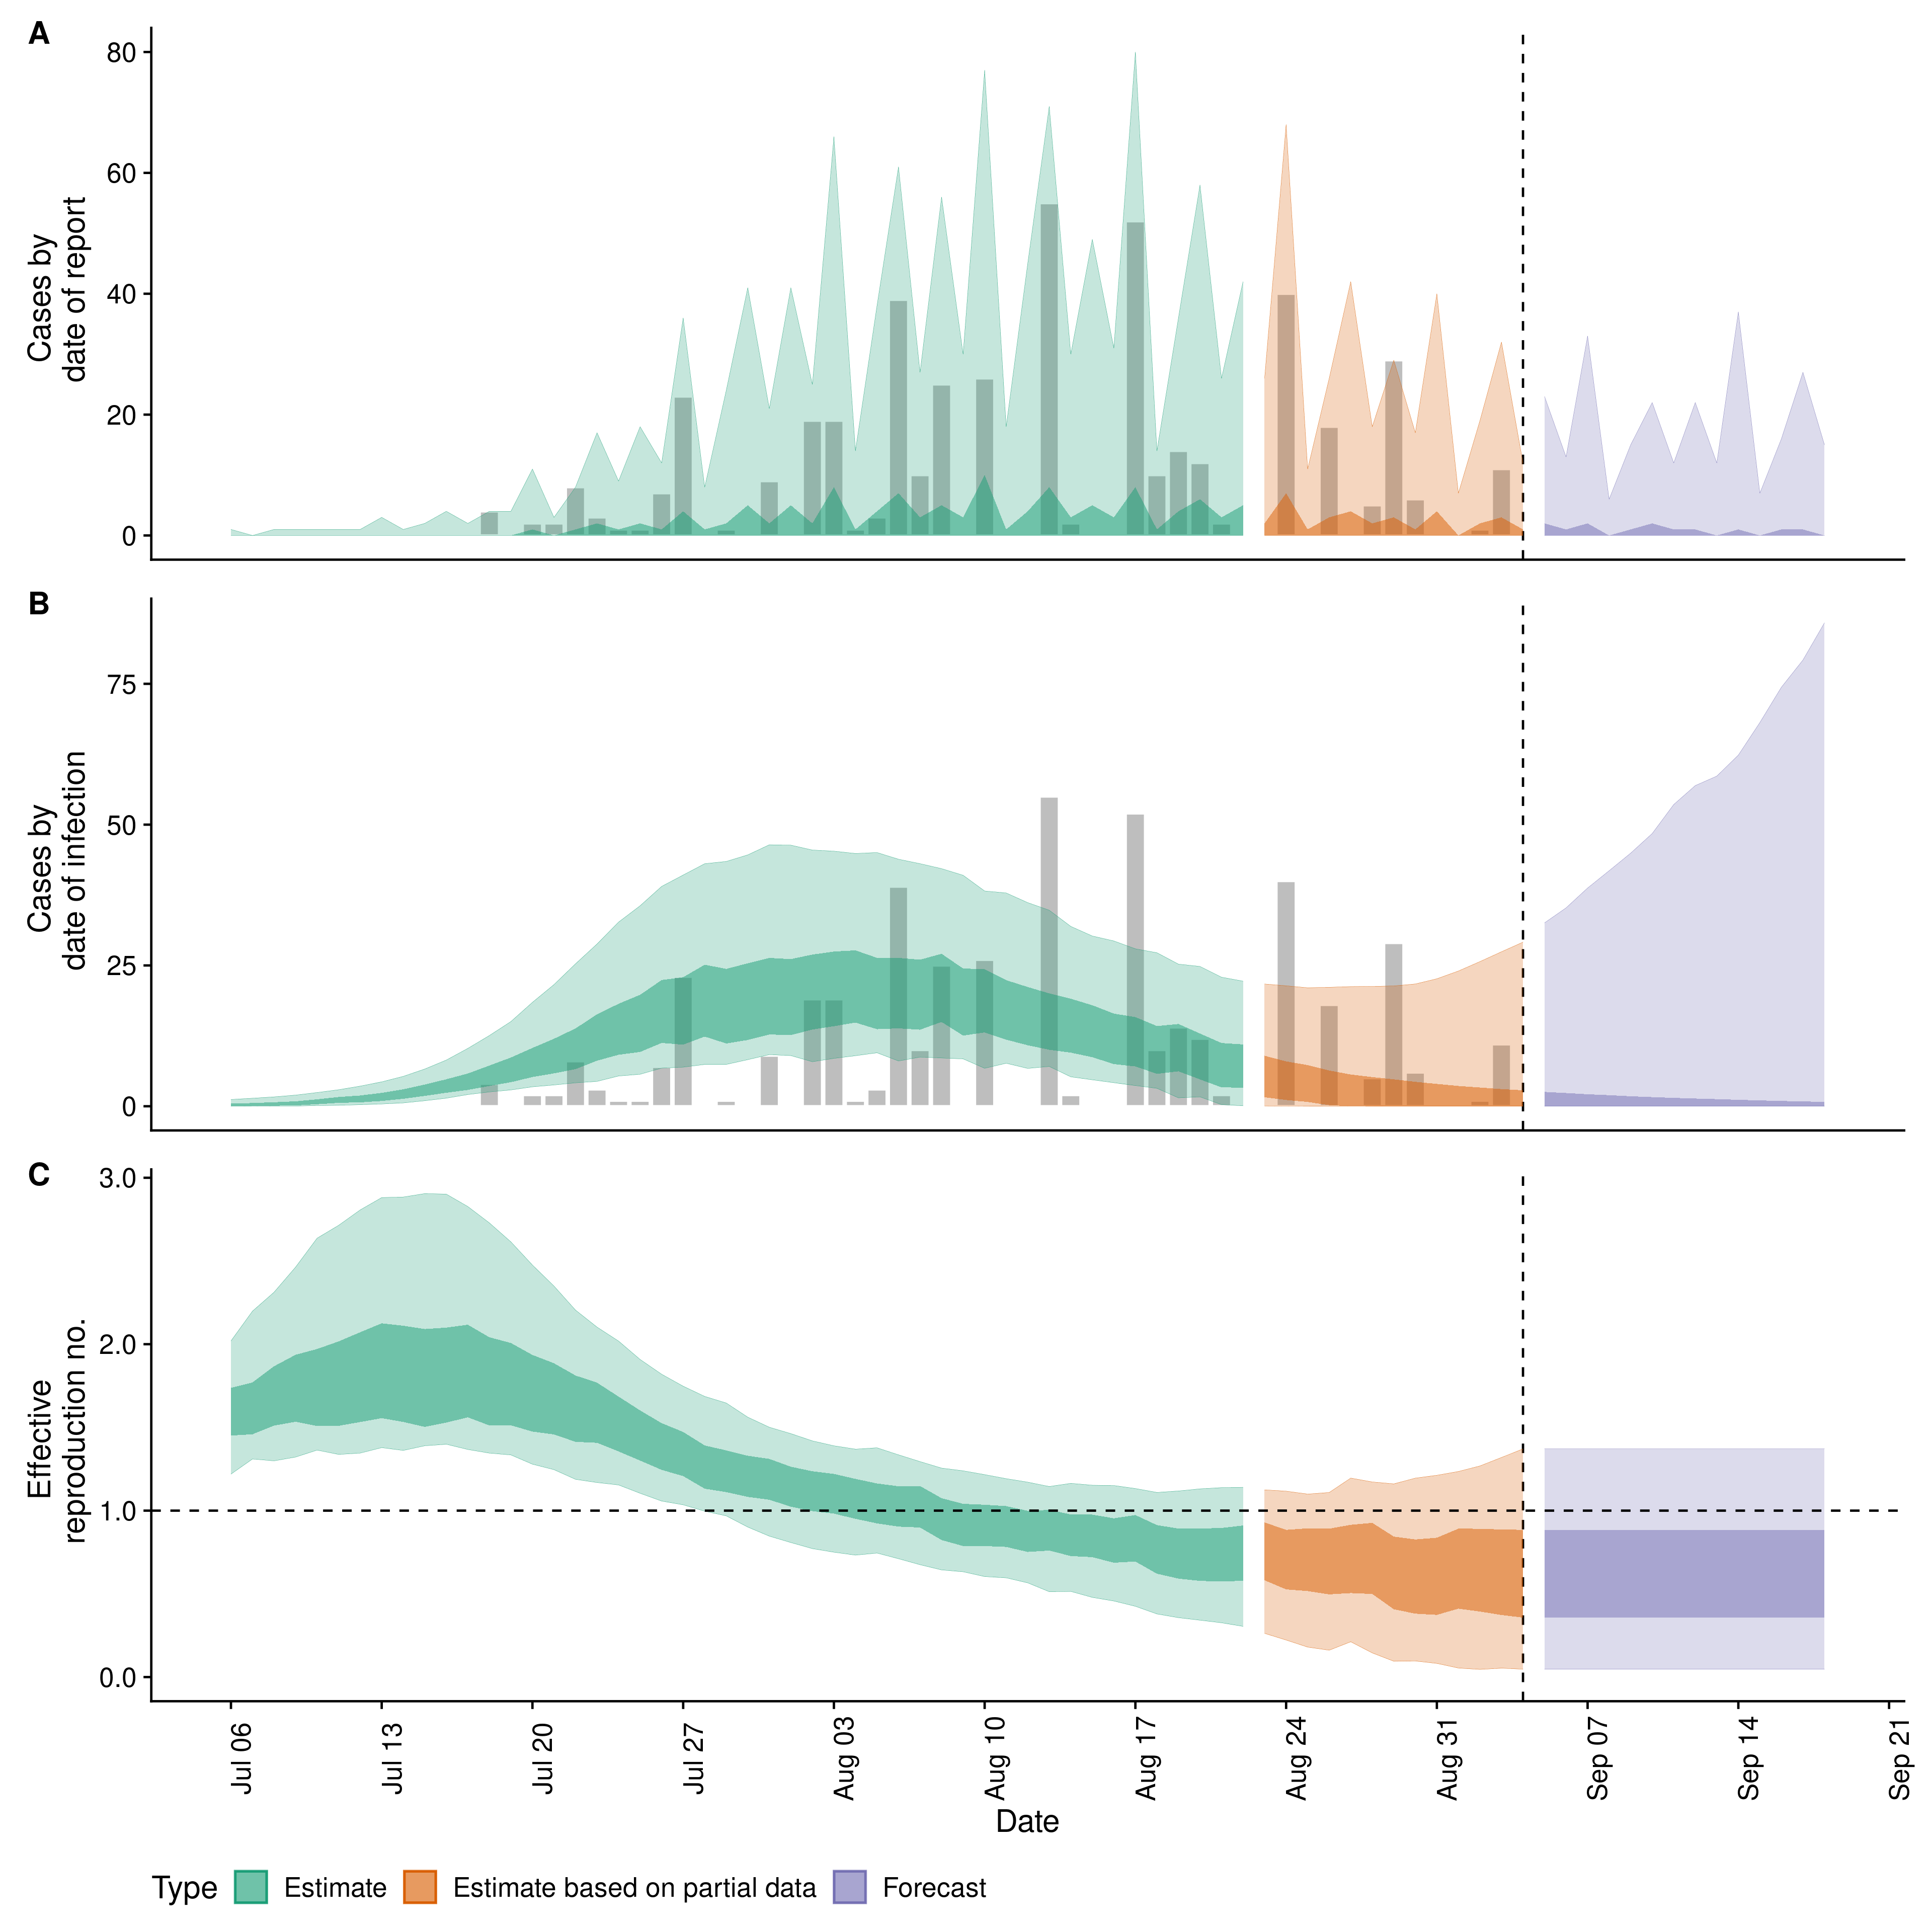 A
Cases by
date of report
80
60
40
20
0
B
Cases by
date of infection
75
50
25
0
C
Effective
reproduction no.
3.0
2.0
1.0
0.0
Jul 06
Jul 13
Jul 20
Jul 27
Aug 03
Aug 10
Aug 17
Aug 24
Aug 31
Sep 07
Sep 14
Sep 21
Date
Type Estimate Estimate based on partial data Forecast